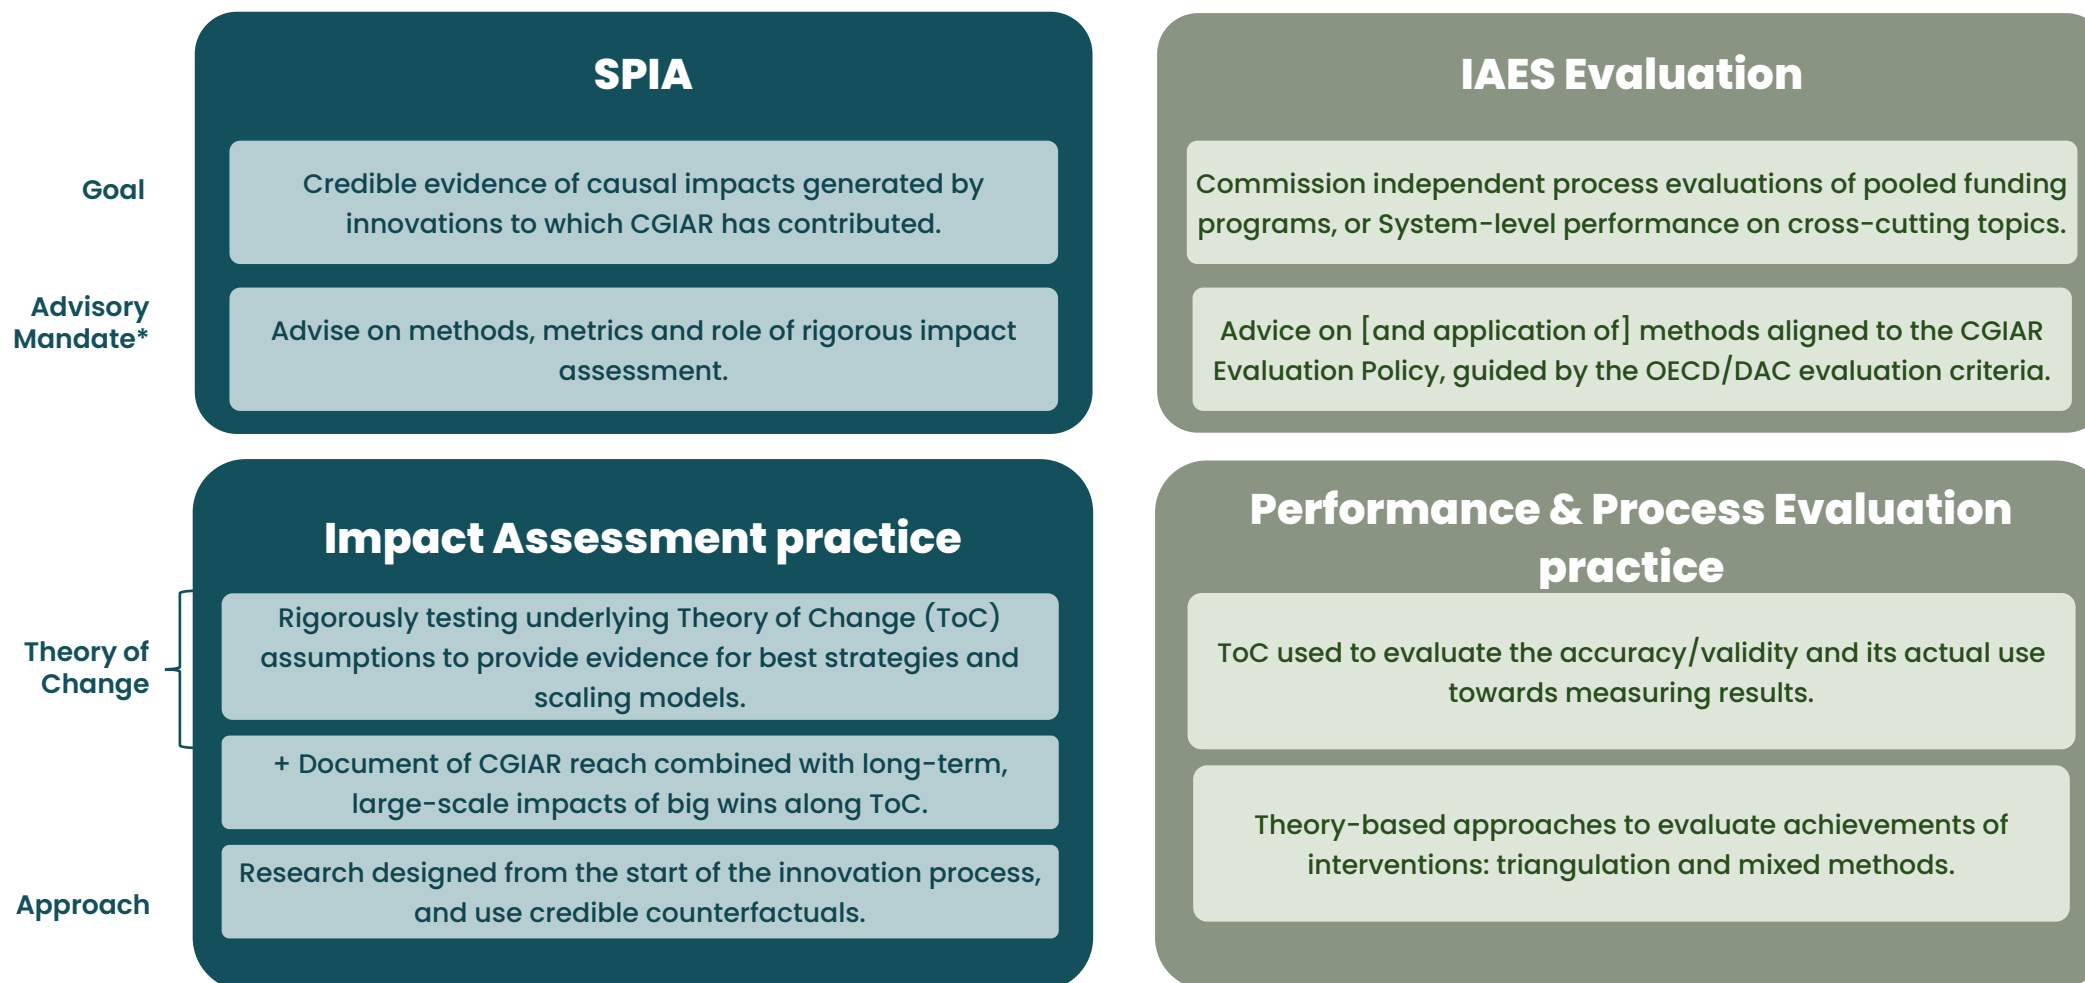 SPIA
IAES Evaluation
Goal
Credible evidence of causal impacts generated by
innovations to which CGIAR has contributed.
Commission independent process evaluations of pooled funding
programs, or System-level performance on cross-cutting topics.
Advisory
Mandate*
Advise on methods, metrics and role of rigorous impact
assessment.
Advice on [and application of] methods aligned to the CGIAR
Evaluation Policy, guided by the OECD/DAC evaluation criteria.
Impact Assessment practice
Performance & Process Evaluation
practice
Theory of
Change
Rigorously testing underlying Theory of Change (ToC)
assumptions to provide evidence for best strategies and
scaling models.
+ Document of CGIAR reach combined with long-term,
large-scale impacts of big wins along ToC.
ToC used to evaluate the accuracy/validity and its actual use
towards measuring results.
Approach
Research designed from the start of the innovation process,
and use credible counterfactuals.
Theory-based approaches to evaluate achievements of
interventions: triangulation and mixed methods.